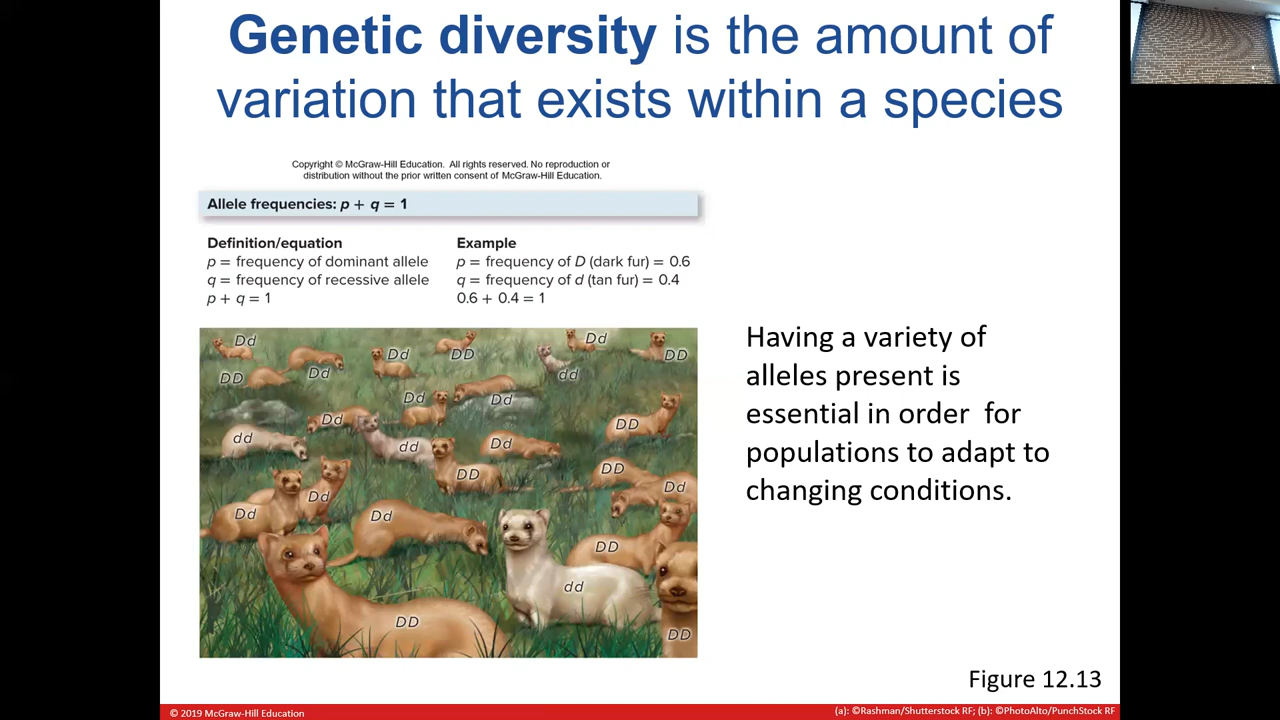 Genetic diversity is the amount of
variation that exists within a species
Copyright © McGraw-Hill Education. All rights reserved. No reproduction or
distribution without the prior written consent of McGraw-Hill Education.
Allele frequencies: p + q = 1
Definition/equation
p = frequency of dominant allele
q = frequency of recessive allele
p + q = 1
Example
p = frequency of D (dark fur) = 0.6
q = frequency of d (tan fur) = 0.4
0.6 + 0.4 = 1
Dd Dd
Dd DD DD
DD Dd dd
Dd Dd
Dd DD
dd dd Dd
DD DD
Dd Dd
Dd Dd
DD
dd
DD
DD
Having a variety of
alleles present is
essential in order for
populations to adapt to
changing conditions.
Figure 12.13
© 2019 McGraw-Hill Education
(a): ©Rashman/Shutterstock RF; (b): ©PhotoAlto/PunchStock RF